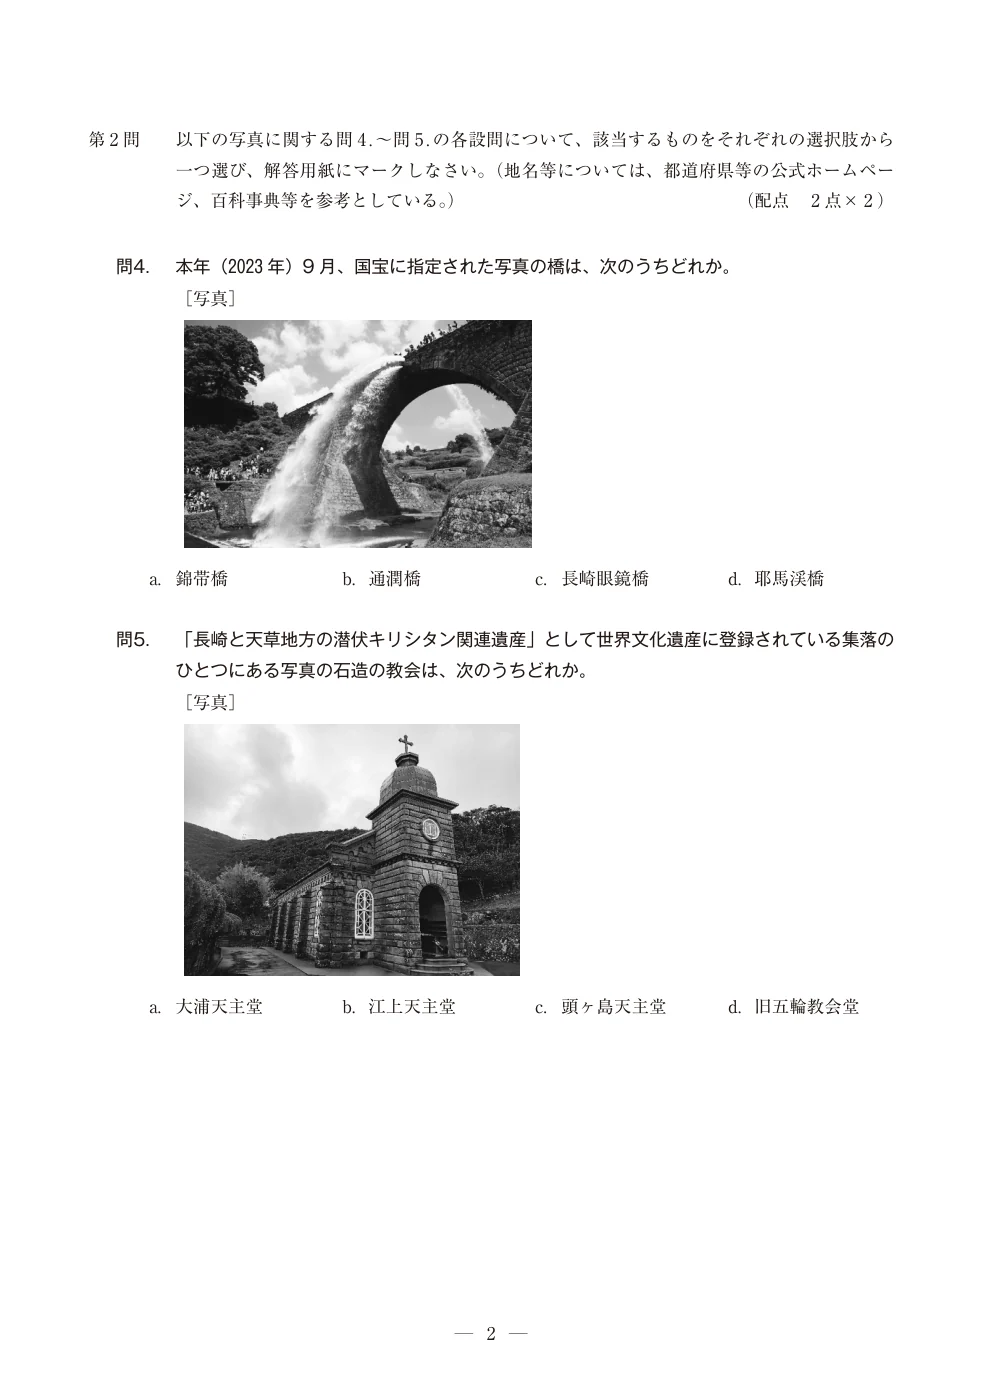 第２問　以下の写真に関する問４.～問５.の各設問について、該当するものをそれぞれの選択肢から
一つ選び、解答用紙にマークしなさい。（地名等については、都道府県等の公式ホームペー
ジ、百科事典等を参考としている。）　（配点　２点×２）
問4.　本年（2023 年）９月、国宝に指定された写真の橋は、次のうちどれか。
［写真］
a. 錦帯橋　b. 通潤橋　c. 長崎眼鏡橋　d. 耶馬渓橋
問5.　「長崎と天草地方の潜伏キリシタン関連遺産」として世界文化遺産に登録されている集落の
ひとつにある写真の石造の教会は、次のうちどれか。
［写真］
a. 大浦天主堂　b. 江上天主堂　c. 頭ヶ島天主堂　d. 旧五輪教会堂
― 2 ―